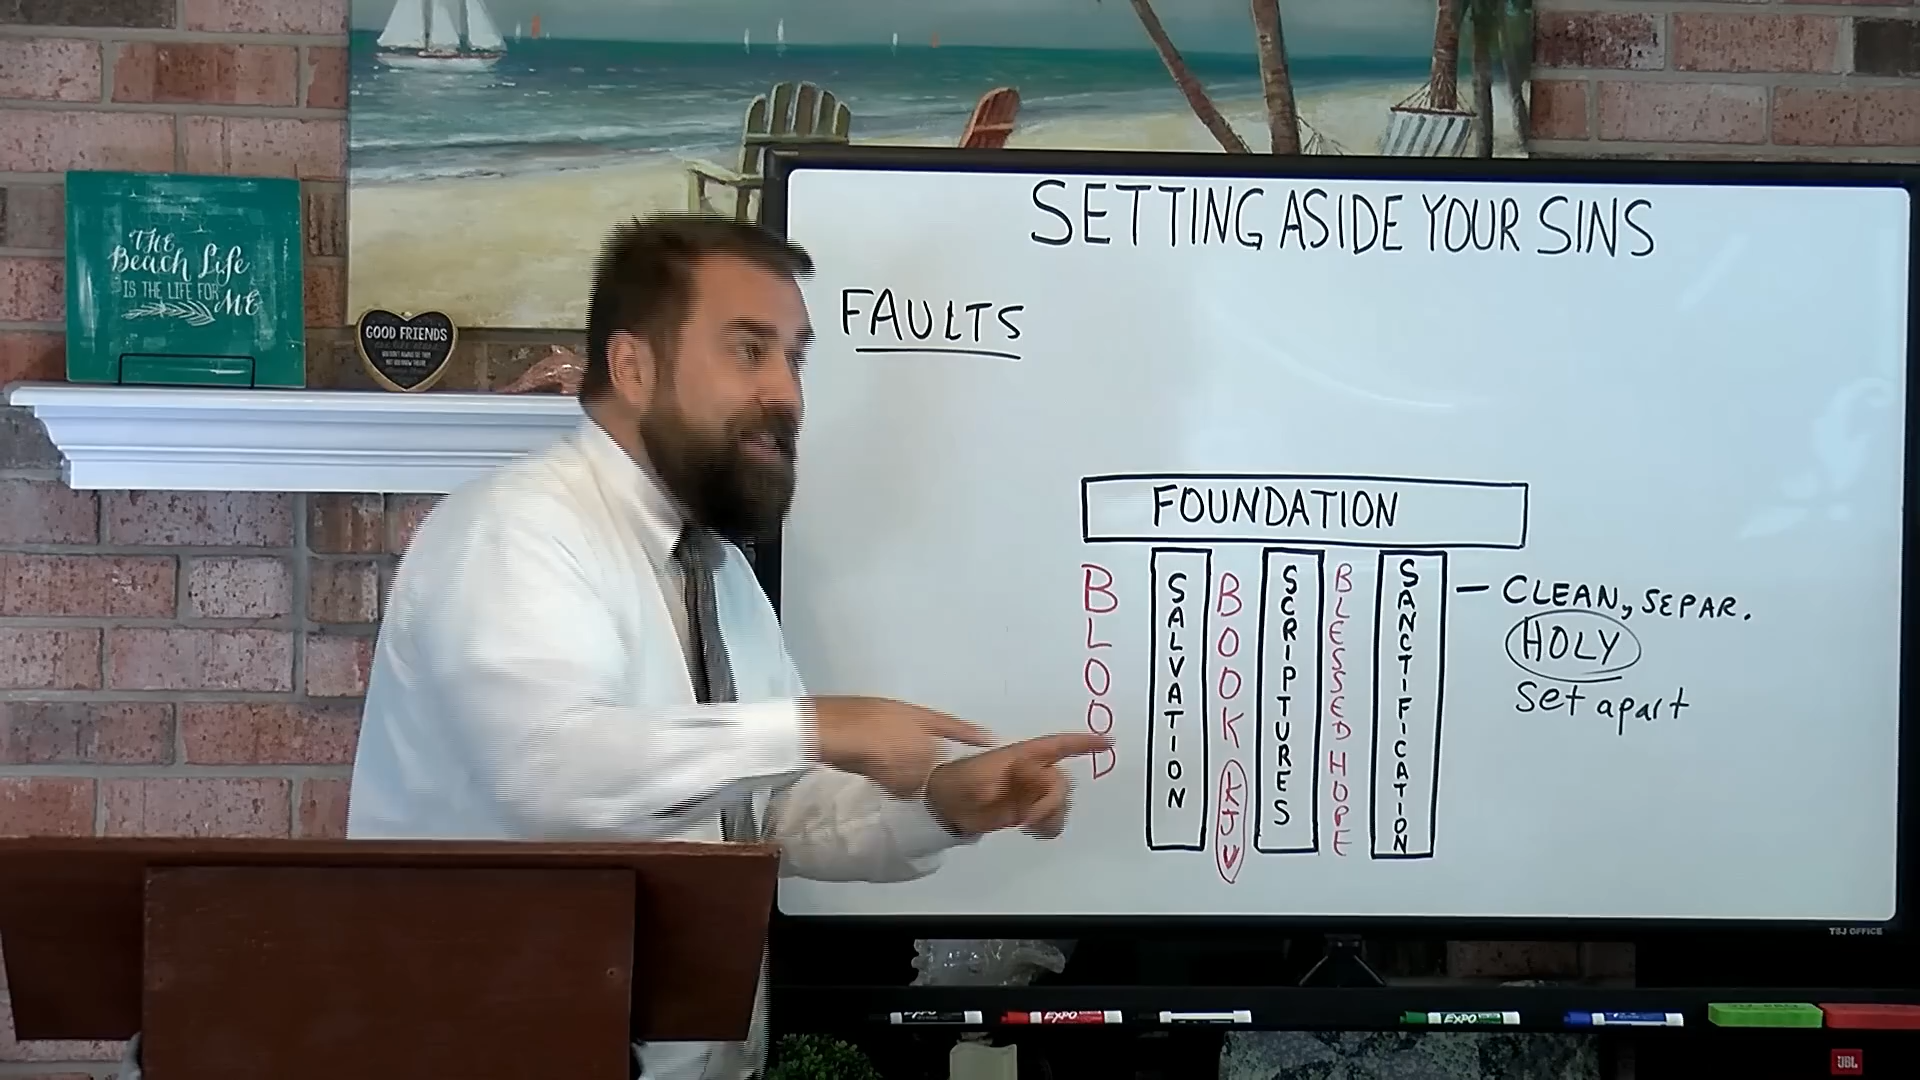 SETTING ASIDE YOUR SINS
FAULTS
THE
Beach Life
IS THE LIFE FOR
ME
GOOD FRIENDS
FOUNDATION
BLOOD
SALVATION
BOOK KJV
SCRIPTURES
BLESSED HOPE
SANCTIFICATION
— CLEAN, SEPAR.
HOLY
Set apart
TSJ OFFICE
EXPO
EXPO
EXPO
JBL